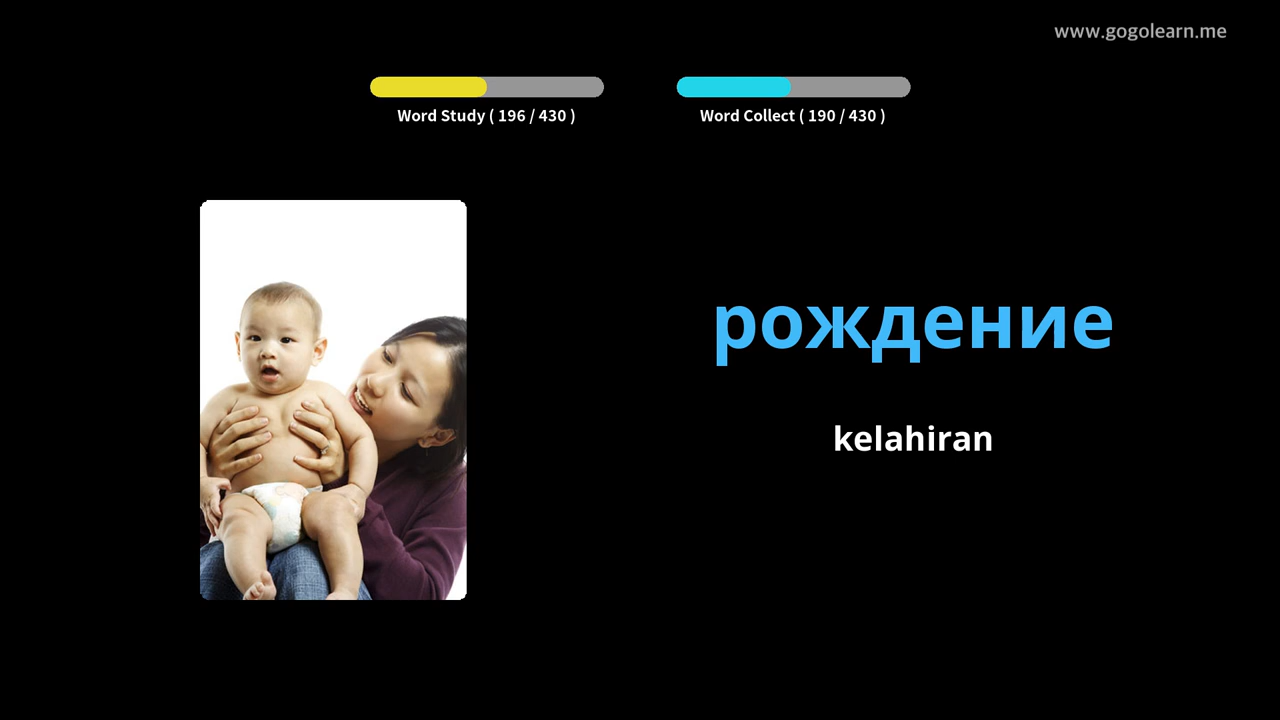 www.gogolearn.me
Word Study ( 196 / 430 )
Word Collect ( 190 / 430 )
рождение
kelahiran